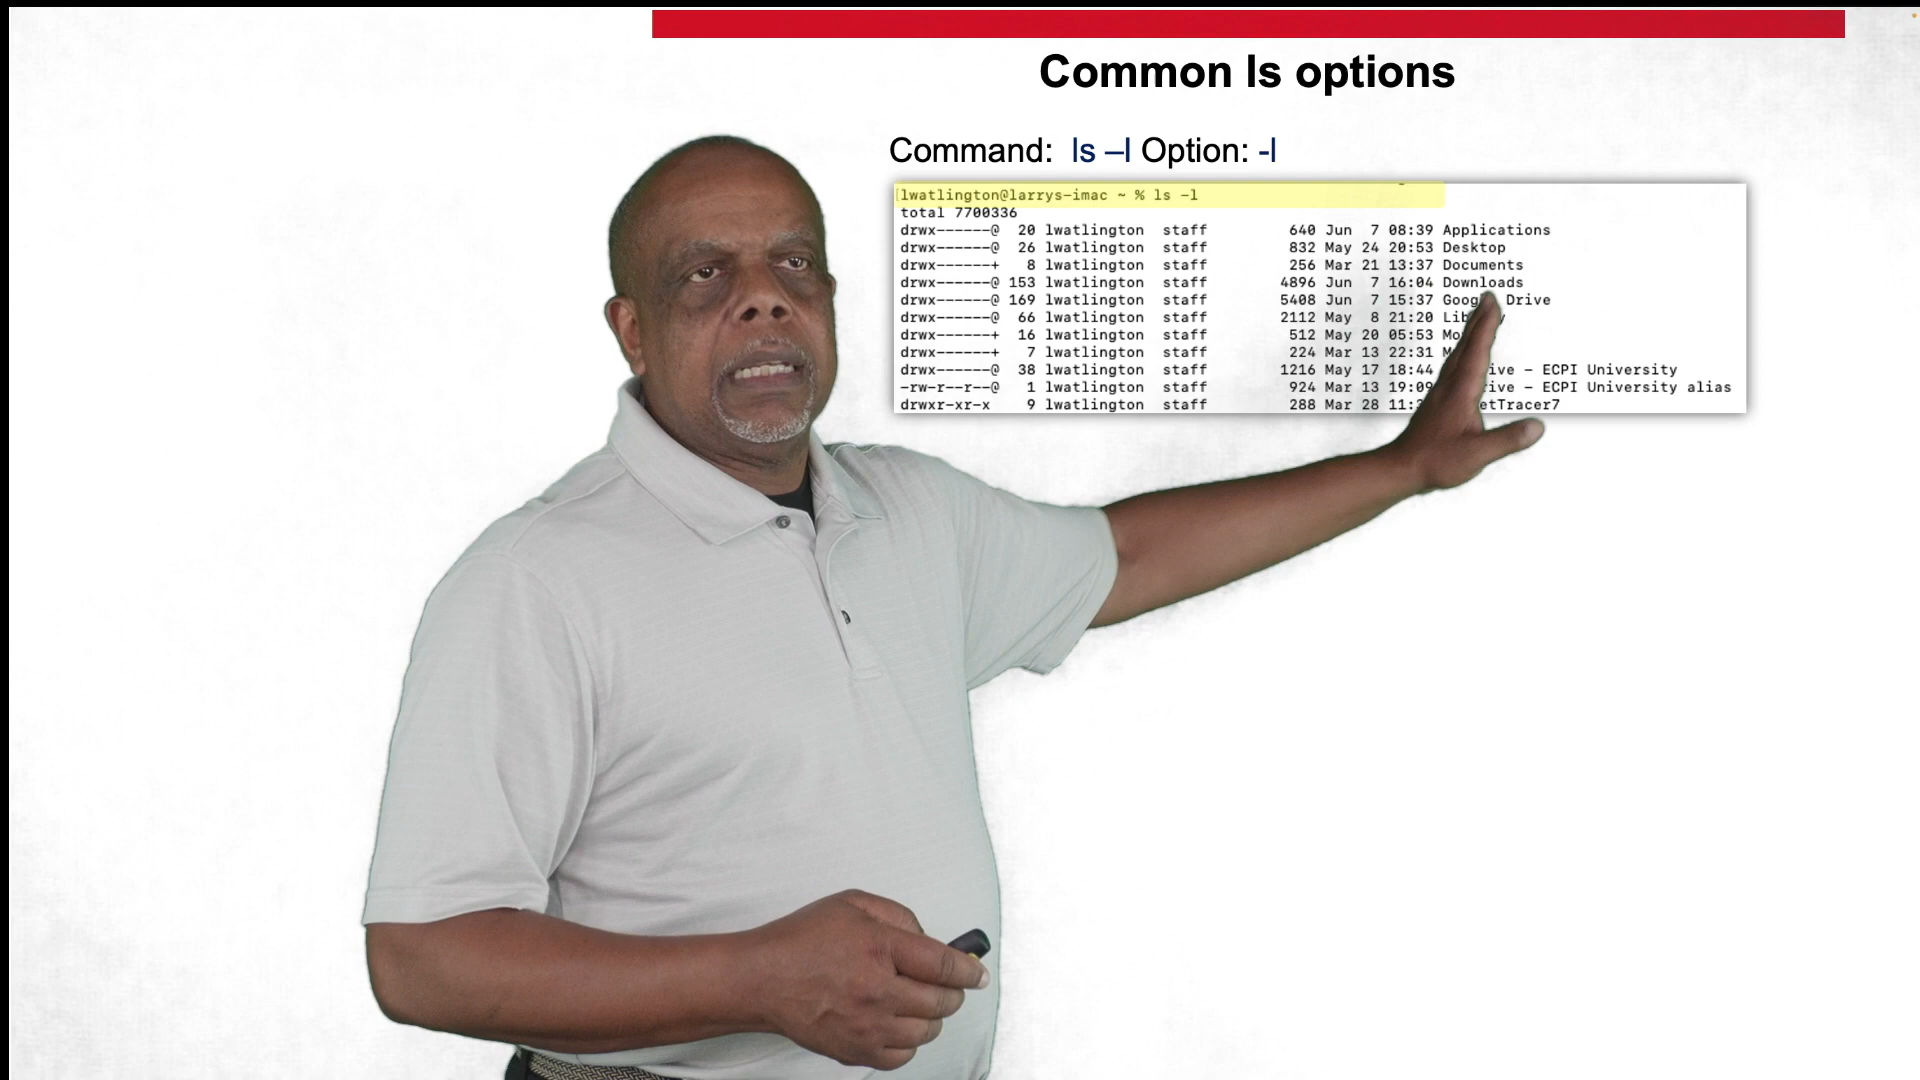 Common ls options
Command: ls –l Option: -l
[lwatlington@larrys-imac ~ % ls -l
total 7700336
drwx------@ 20 lwatlington staff 640 Jun 7 08:39 Applications
drwx------@ 26 lwatlington staff 832 May 24 20:53 Desktop
drwx------+ 8 lwatlington staff 256 Mar 21 13:37 Documents
drwx------@ 153 lwatlington staff 4896 Jun 7 16:04 Downloads
drwx------@ 169 lwatlington staff 5408 Jun 7 15:37 Drive
drwx------@ 66 lwatlington staff 2112 May 8 21:20
drwx------+ 16 lwatlington staff 512 May 20 05:53
drwx------+ 7 lwatlington staff 224 Mar 13 22:31
drwx------@ 38 lwatlington staff 1216 May 17 18:44 – ECPI University
-rw-r--r--@ 1 lwatlington staff 924 Mar 13 19:09 – ECPI University alias
drwxr-xr-x 9 lwatlington staff 288 Mar 28